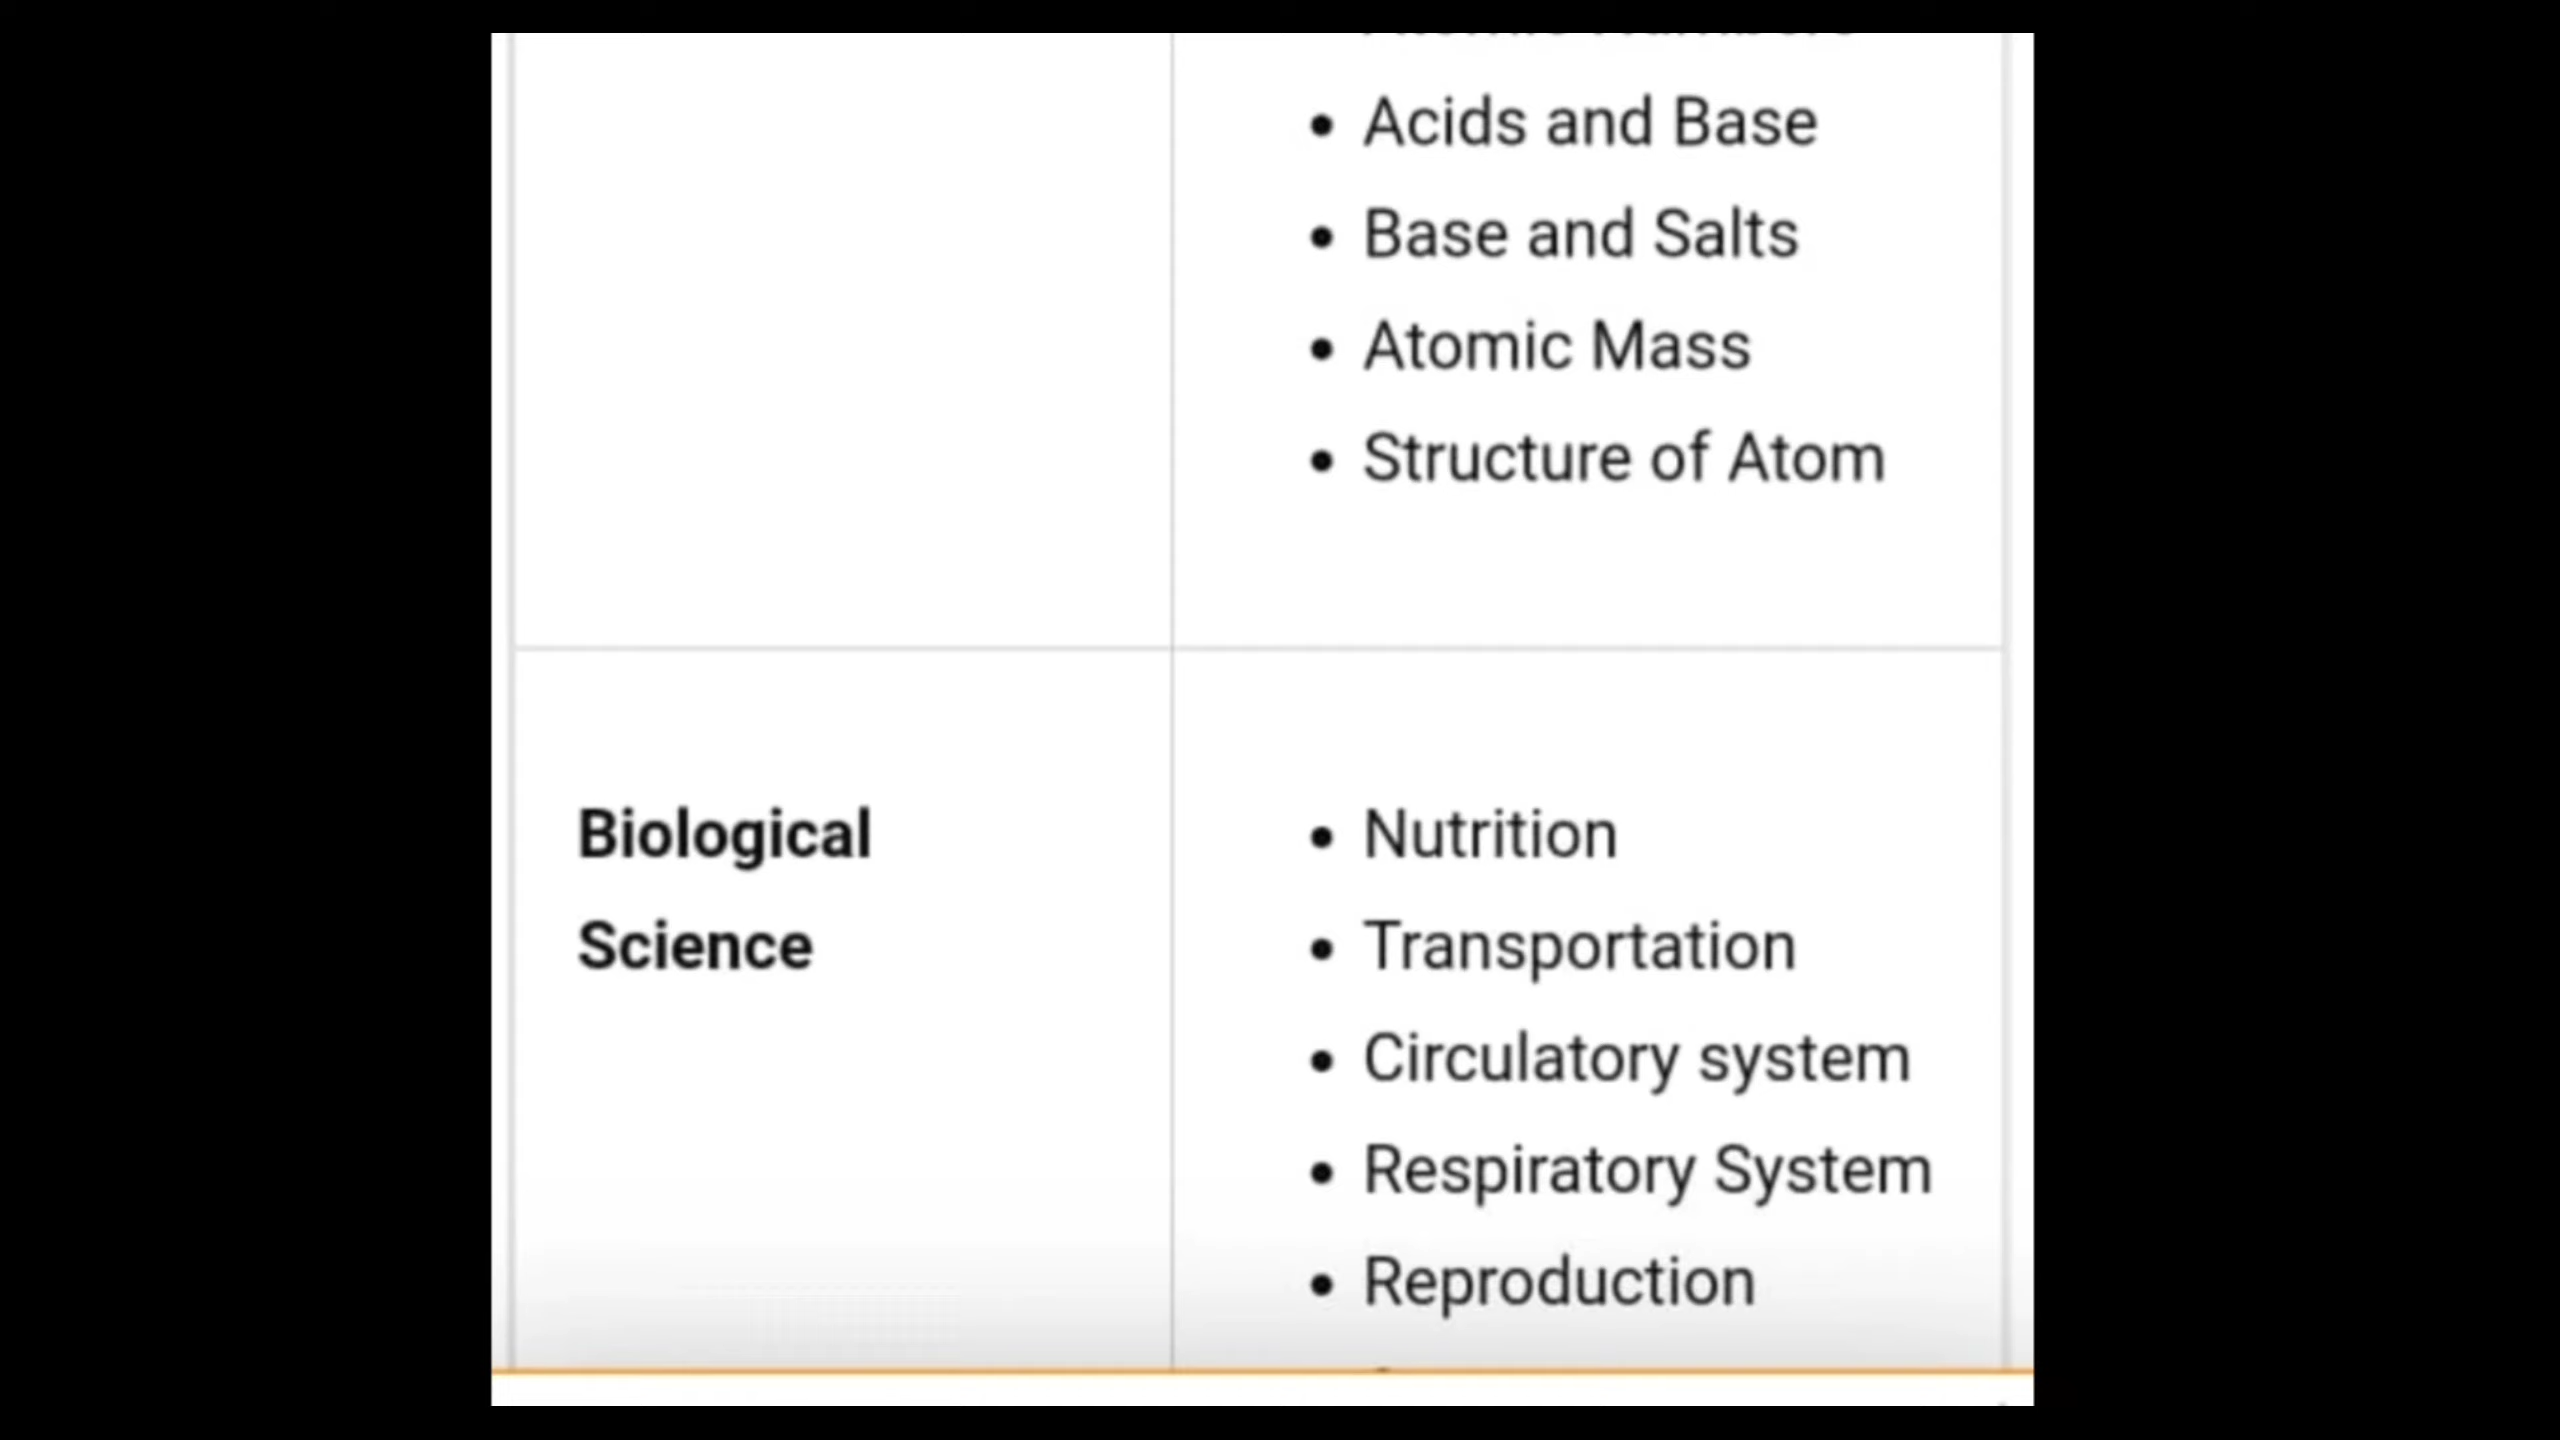 Acids and Base
Base and Salts
Atomic Mass
Structure of Atom
Biological
Science
Nutrition
Transportation
Circulatory system
Respiratory System
Reproduction